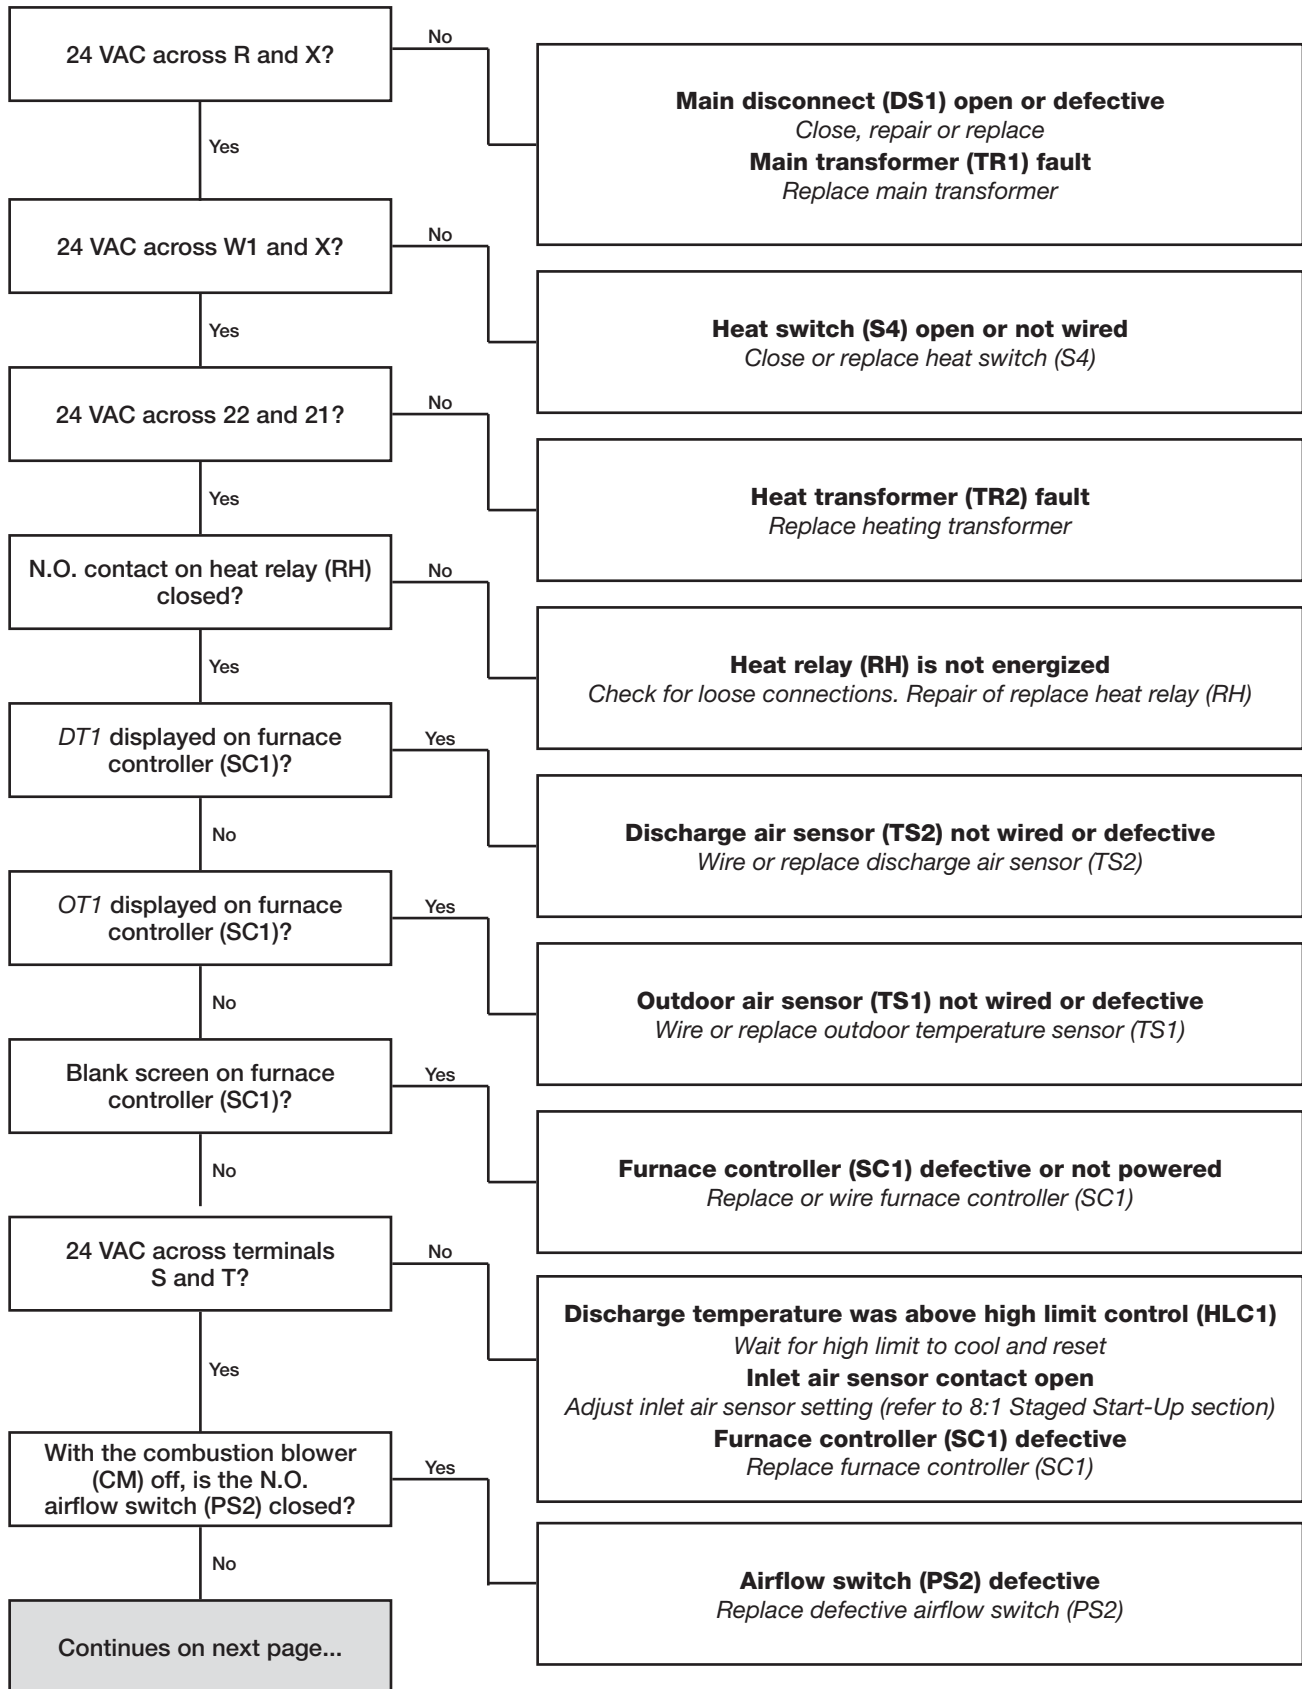 24 VAC across R and X?
No
Main disconnect (DS1) open or defective
Close, repair or replace
Main transformer (TR1) fault
Replace main transformer
Yes
24 VAC across W1 and X?
No
Heat switch (S4) open or not wired
Close or replace heat switch (S4)
Yes
24 VAC across 22 and 21?
No
Heat transformer (TR2) fault
Replace heating transformer
Yes
N.O. contact on heat relay (RH)
closed?
No
Heat relay (RH) is not energized
Check for loose connections. Repair of replace heat relay (RH)
Yes
DT1 displayed on furnace
controller (SC1)?
Yes
Discharge air sensor (TS2) not wired or defective
Wire or replace discharge air sensor (TS2)
No
OT1 displayed on furnace
controller (SC1)?
Yes
Outdoor air sensor (TS1) not wired or defective
Wire or replace outdoor temperature sensor (TS1)
No
Blank screen on furnace
controller (SC1)?
Yes
Furnace controller (SC1) defective or not powered
Replace or wire furnace controller (SC1)
No
24 VAC across terminals
S and T?
No
Discharge temperature was above high limit control (HLC1)
Wait for high limit to cool and reset
Inlet air sensor contact open
Adjust inlet air sensor setting (refer to 8:1 Staged Start-Up section)
Furnace controller (SC1) defective
Replace furnace controller (SC1)
Yes
With the combustion blower
(CM) off, is the N.O.
airflow switch (PS2) closed?
Yes
Airflow switch (PS2) defective
Replace defective airflow switch (PS2)
No
Continues on next page...